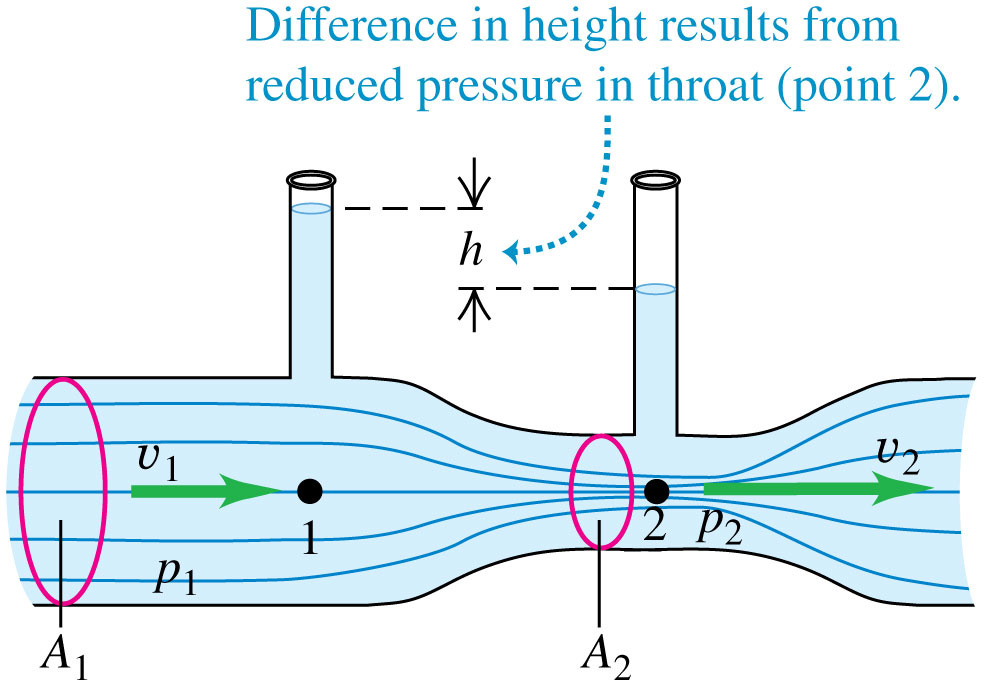 Difference in height results from
reduced pressure in throat (point 2).
h
v₁
v₂
1
2
p₂
p₁
A₁
A₂